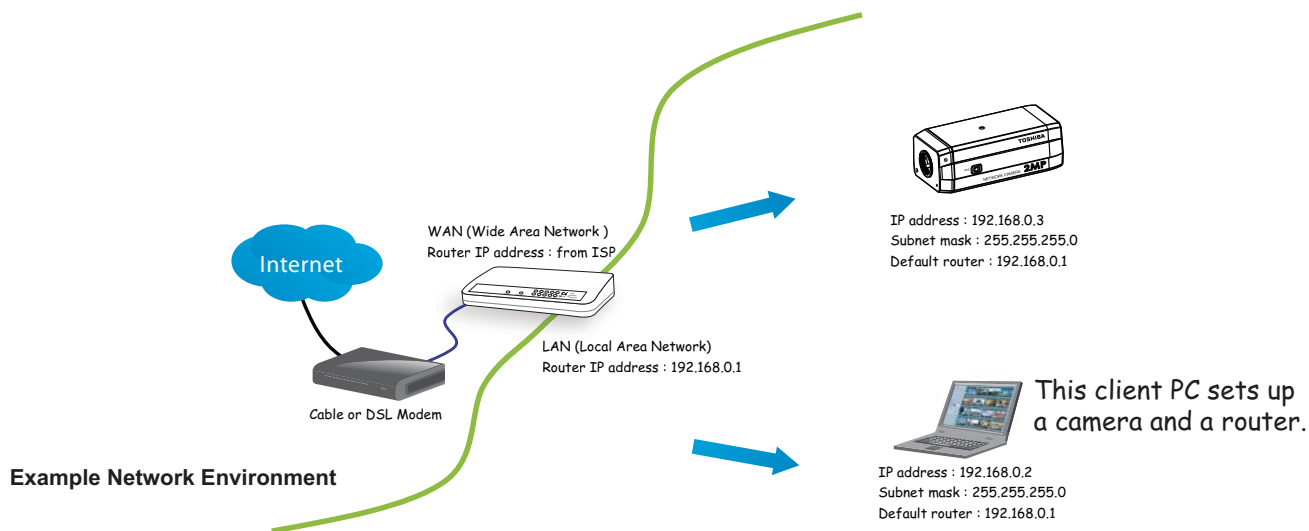 TOSHIBA
2MP
NETWORK CAMERA
IP address : 192.168.0.3
Subnet mask : 255.255.255.0
Default router : 192.168.0.1
WAN (Wide Area Network )
Router IP address : from ISP
Internet
LAN (Local Area Network)
Router IP address : 192.168.0.1
Cable or DSL Modem
This client PC sets up
a camera and a router.
IP address : 192.168.0.2
Subnet mask : 255.255.255.0
Default router : 192.168.0.1
Example Network Environment